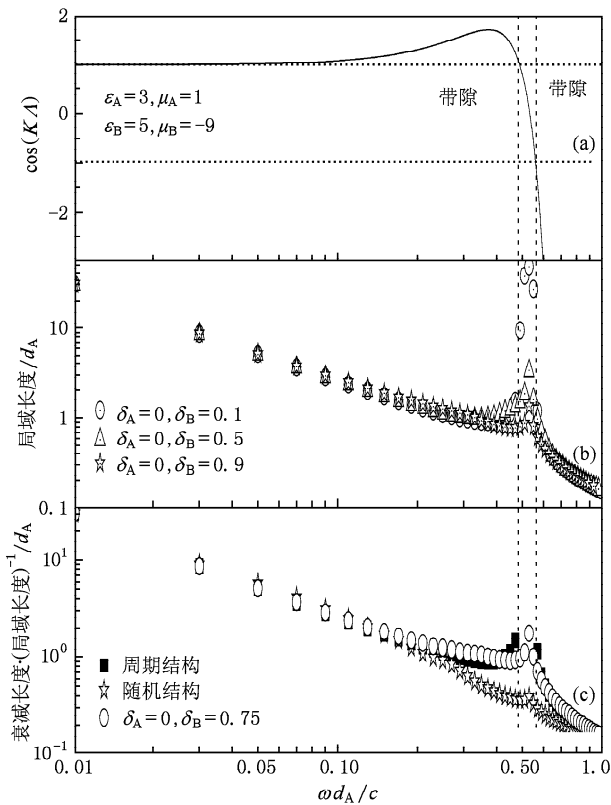 2
0
-2
cos(KΛ)
带隙
带隙
ε_A=3, μ_A=1
ε_B=5, μ_B=-9
(a)
10
1
0.1
局域长度/d_A
δ_A=0, δ_B=0.1
δ_A=0, δ_B=0.5
δ_A=0, δ_B=0.9
(b)
10¹
10⁰
10⁻¹
衰减长度·(局域长度)⁻¹/d_A
周期结构
随机结构
δ_A=0, δ_B=0.75
(c)
0.01
0.05
0.10
0.50
1.0
ωd_A/c